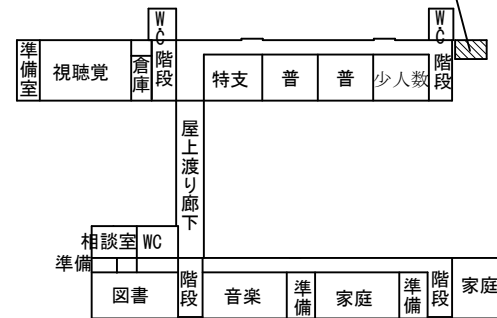 WC
WC
準備室
視聴覚
倉庫
階段
特支
普
普
少人数
階段
屋上渡り廊下
相談室
WC
準備
図書
階段
音楽
準備
家庭
準備
階段
家庭